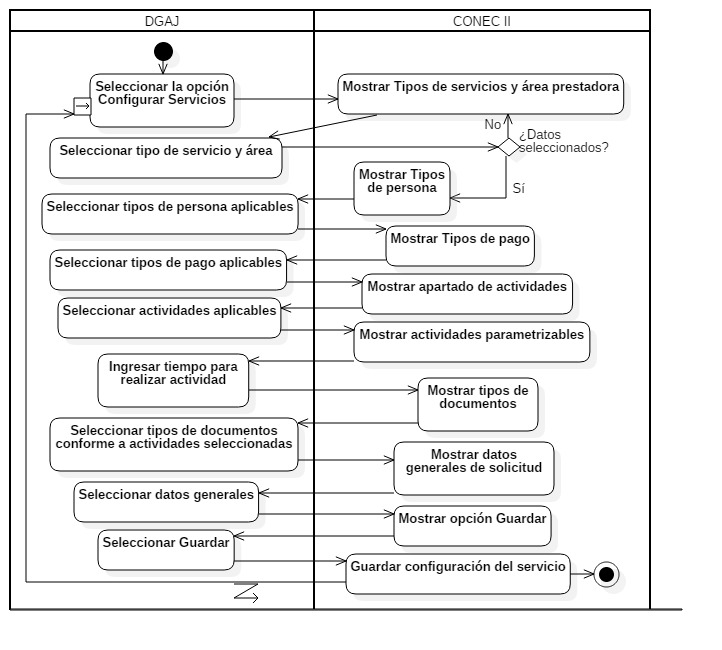 DGAJ
CONEC II
Seleccionar la opción
Configurar Servicios
Mostrar Tipos de servicios y área prestadora
No
¿Datos
seleccionados?
Seleccionar tipo de servicio y área
Mostrar Tipos
de persona
Sí
Seleccionar tipos de persona aplicables
Mostrar Tipos de pago
Seleccionar tipos de pago aplicables
Mostrar apartado de actividades
Seleccionar actividades aplicables
Mostrar actividades parametrizables
Ingresar tiempo para
realizar actividad
Mostrar tipos de
documentos
Seleccionar tipos de documentos
conforme a actividades seleccionadas
Mostrar datos
generales de solicitud
Seleccionar datos generales
Mostrar opción Guardar
Seleccionar Guardar
Guardar configuración del servicio